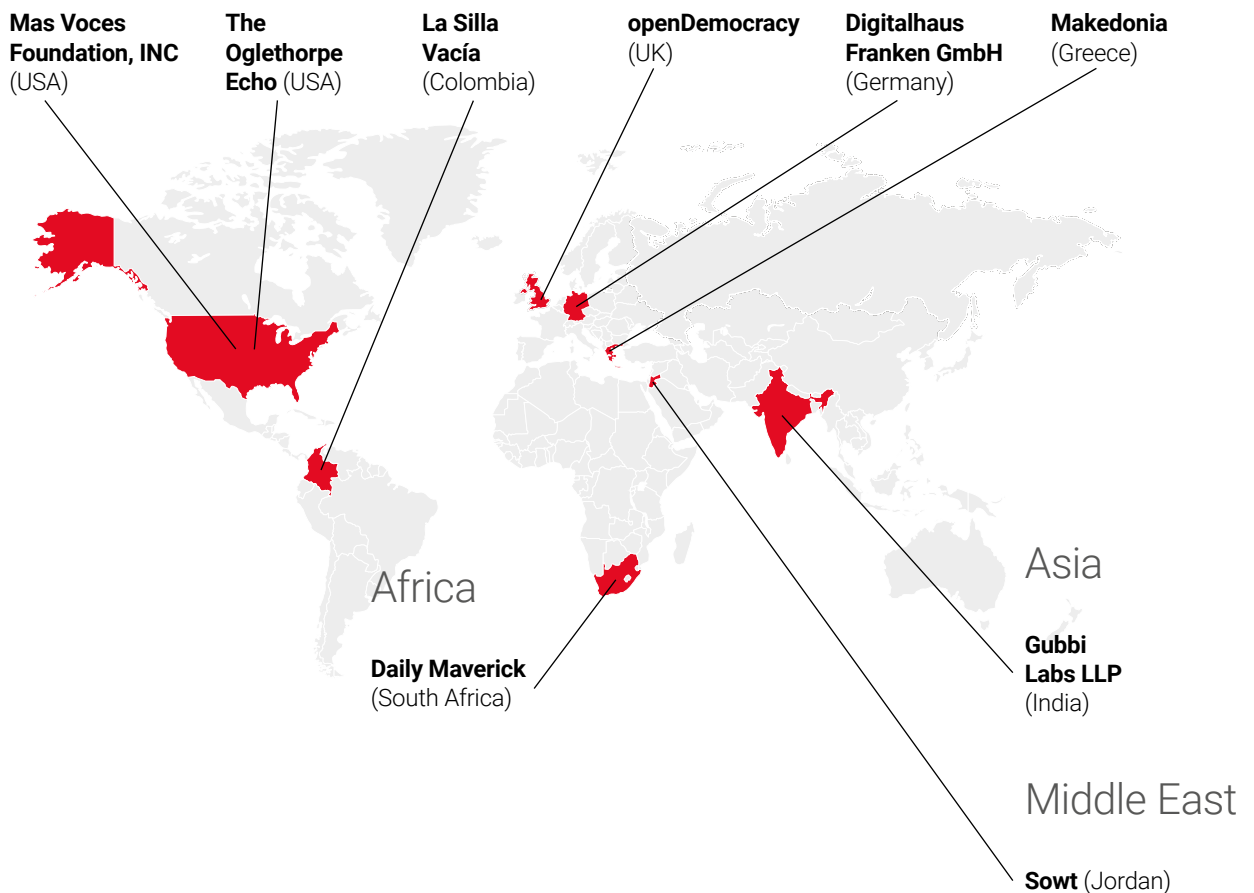 Mas Voces
Foundation, INC
(USA)
The
Oglethorpe
Echo (USA)
La Silla
Vacía
(Colombia)
openDemocracy
(UK)
Digitalhaus
Franken GmbH
(Germany)
Makedonia
(Greece)
Africa
Daily Maverick
(South Africa)
Asia
Gubbi
Labs LLP
(India)
Middle East
Sowt (Jordan)